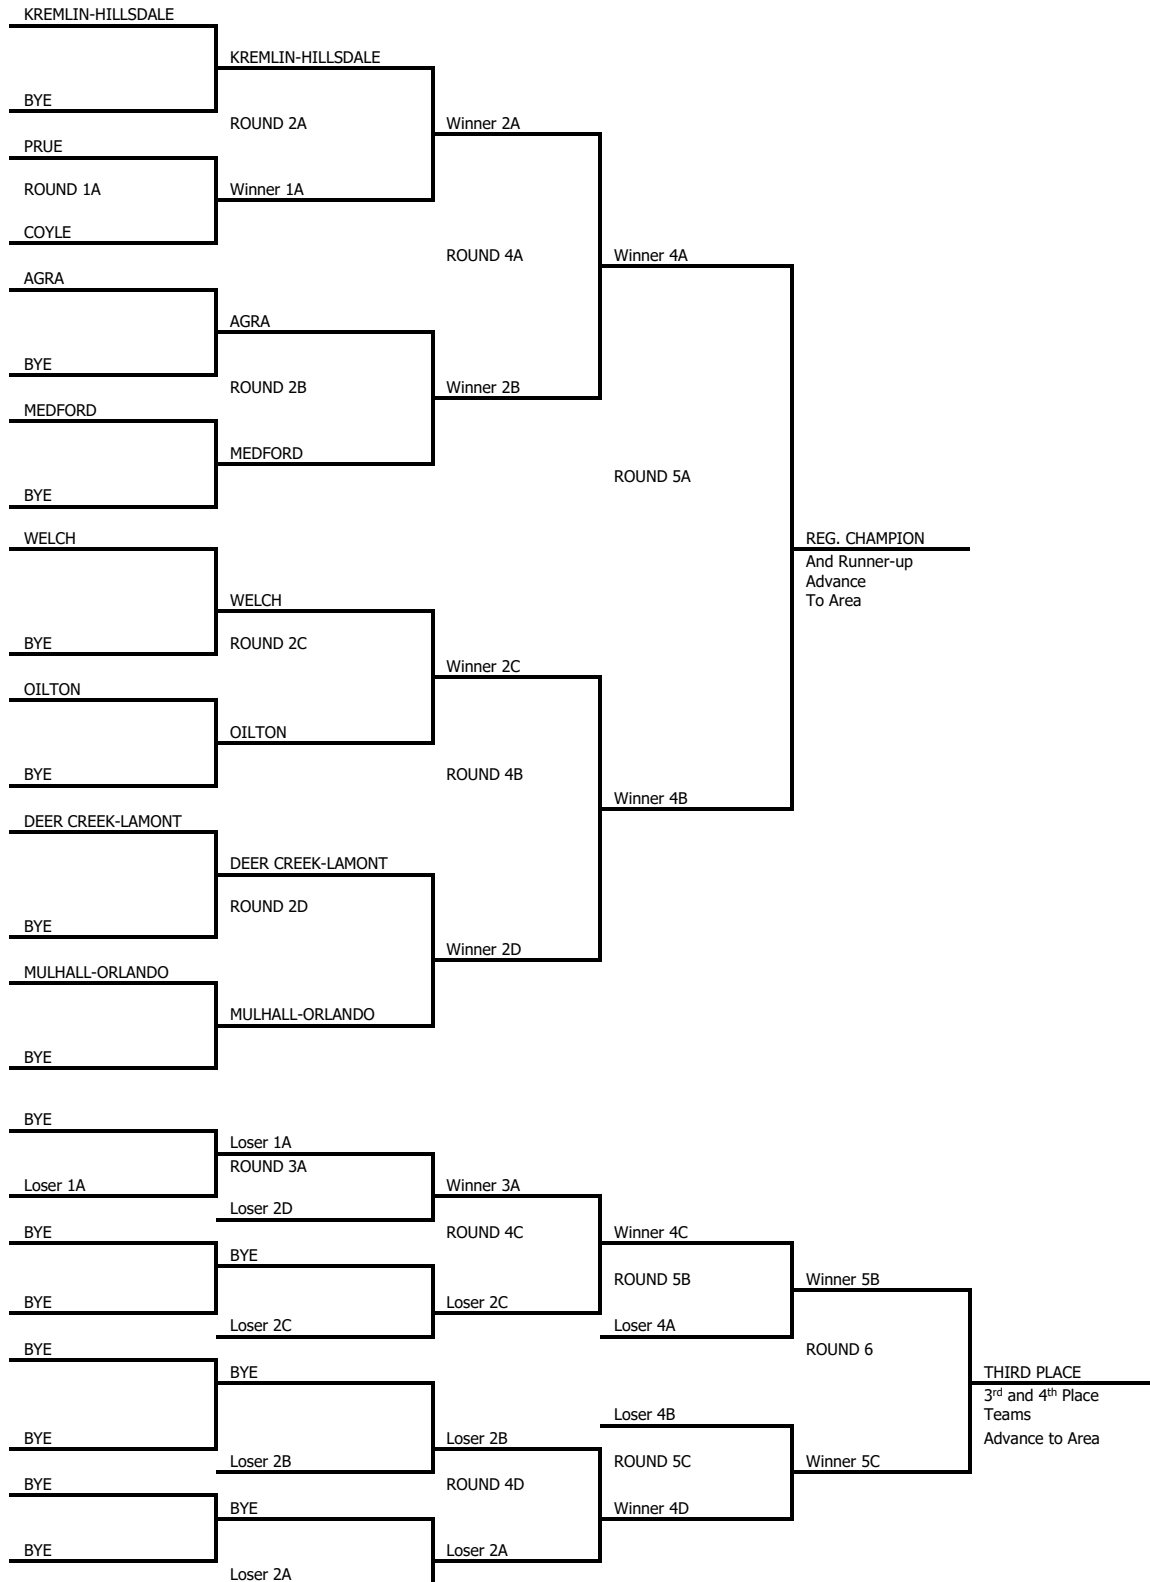 KREMLIN-HILLSDALE
KREMLIN-HILLSDALE
BYE
ROUND 2A
Winner 2A
PRUE
ROUND 1A
Winner 1A
COYLE
ROUND 4A
Winner 4A
AGRA
AGRA
BYE
ROUND 2B
Winner 2B
MEDFORD
MEDFORD
ROUND 5A
BYE
WELCH
REG. CHAMPION
And Runner-up
Advance
To Area
WELCH
BYE
ROUND 2C
Winner 2C
OILTON
OILTON
BYE
ROUND 4B
Winner 4B
DEER CREEK-LAMONT
DEER CREEK-LAMONT
ROUND 2D
BYE
Winner 2D
MULHALL-ORLANDO
MULHALL-ORLANDO
BYE
BYE
Loser 1A
ROUND 3A
Loser 1A
Winner 3A
Loser 2D
BYE
ROUND 4C
Winner 4C
BYE
ROUND 5B
Winner 5B
BYE
Loser 2C
Loser 2C
Loser 4A
BYE
ROUND 6
BYE
THIRD PLACE
3rd and 4th Place
Teams
Advance to Area
Loser 4B
BYE
Loser 2B
Loser 2B
ROUND 5C
Winner 5C
BYE
ROUND 4D
BYE
Winner 4D
BYE
Loser 2A
Loser 2A